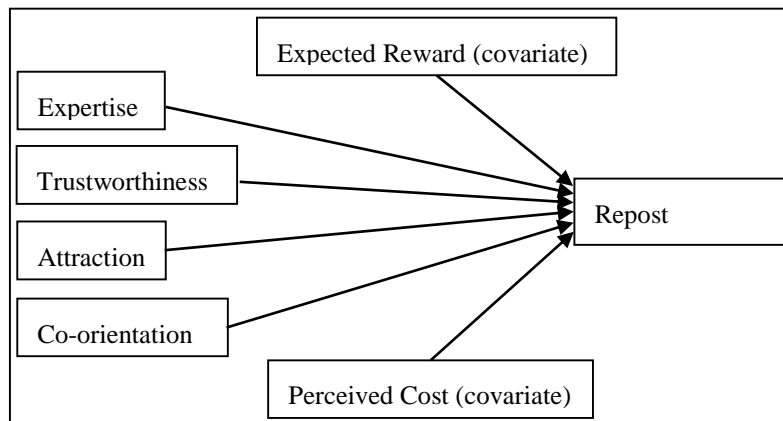 Expected Reward (covariate)
Expertise
Trustworthiness
Repost
Attraction
Co-orientation
Perceived Cost (covariate)